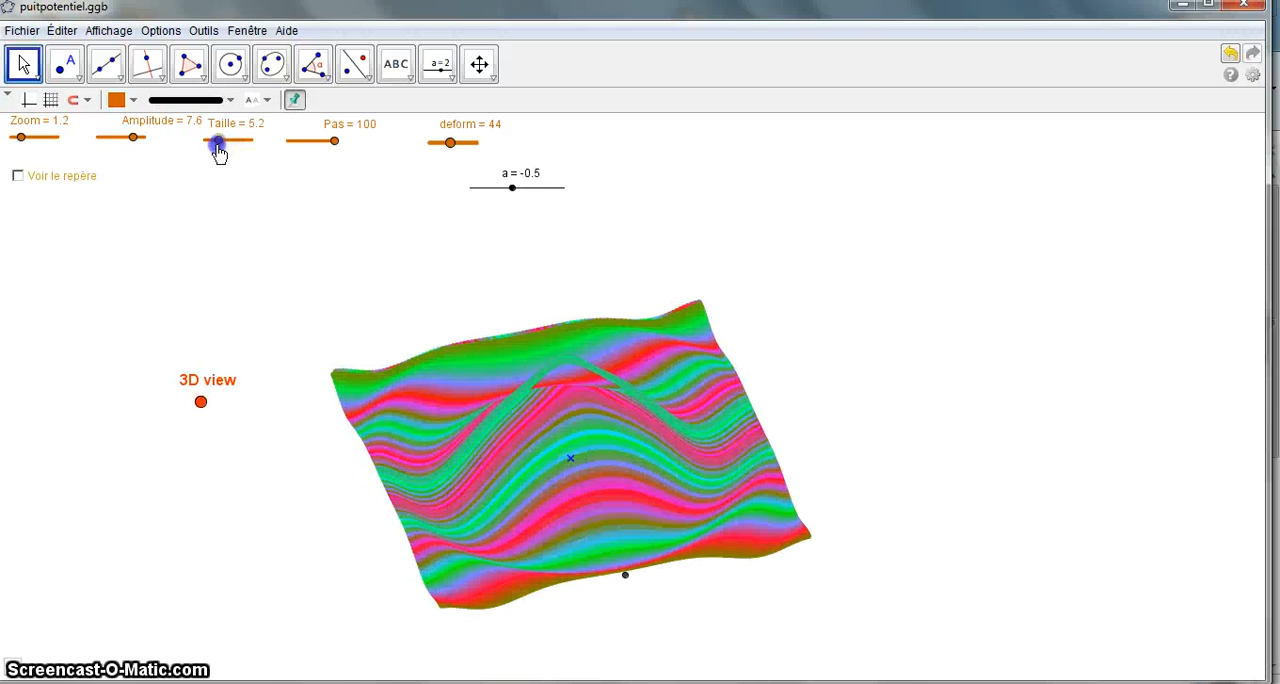 puitpotentiel.ggb
Fichier Éditer Affichage Options Outils Fenêtre Aide
A α ABC a=2
AA
Zoom = 1.2 Amplitude = 7.6 Taille = 5.2 Pas = 100 deform = 44
Voir le repère
a = -0.5
3D view
Screencast-O-Matic.com